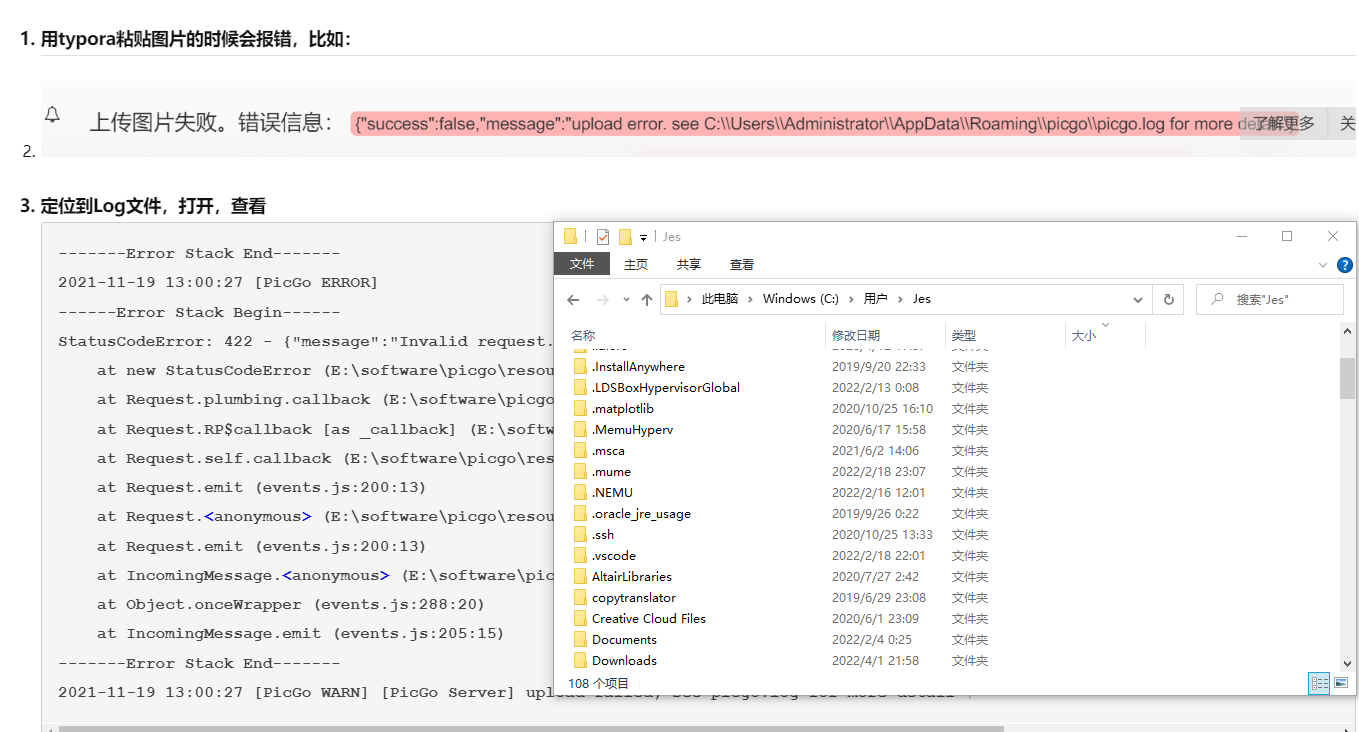 1. 用typora粘贴图片的时候会报错，比如：
2.
上传图片失败。错误信息： {"success":false,"message":"upload error. see C:\\Users\\Administrator\\AppData\\Roaming\\picgo\\picgo.log for more 了解更多 关
3. 定位到Log文件，打开，查看
-------Error Stack End-------
2021-11-19 13:00:27 [PicGo ERROR]
------Error Stack Begin------
StatusCodeError: 422 - {"message":"Invalid request.
at new StatusCodeError (E:\software\picgo\resou
at Request.plumbing.callback (E:\software\picgo
at Request.RP$callback [as _callback] (E:\softw
at Request.self.callback (E:\software\picgo\res
at Request.emit (events.js:200:13)
at Request.<anonymous> (E:\software\picgo\resou
at Request.emit (events.js:200:13)
at IncomingMessage.<anonymous> (E:\software\pic
at Object.onceWrapper (events.js:288:20)
at IncomingMessage.emit (events.js:205:15)
-------Error Stack End-------
2021-11-19 13:00:27 [PicGo WARN] [PicGo Server] upl
Jes
文件 主页 共享 查看
此电脑 Windows (C:) 用户 Jes 搜索"Jes"
名称 修改日期 类型 大小
.InstallAnywhere 2019/9/20 22:33 文件夹
.LDSBoxHypervisorGlobal 2022/2/13 0:08 文件夹
.matplotlib 2020/10/25 16:10 文件夹
.MemuHyperv 2020/6/17 15:58 文件夹
.msca 2021/6/2 14:06 文件夹
.mume 2022/2/18 23:07 文件夹
.NEMU 2022/2/16 12:01 文件夹
.oracle_jre_usage 2019/9/26 0:22 文件夹
.ssh 2020/10/25 13:33 文件夹
.vscode 2022/2/18 22:01 文件夹
AltairLibraries 2020/7/27 2:42 文件夹
copytranslator 2019/6/29 23:08 文件夹
Creative Cloud Files 2020/6/1 23:09 文件夹
Documents 2022/2/4 0:25 文件夹
Downloads 2022/4/1 21:58 文件夹
108 个项目